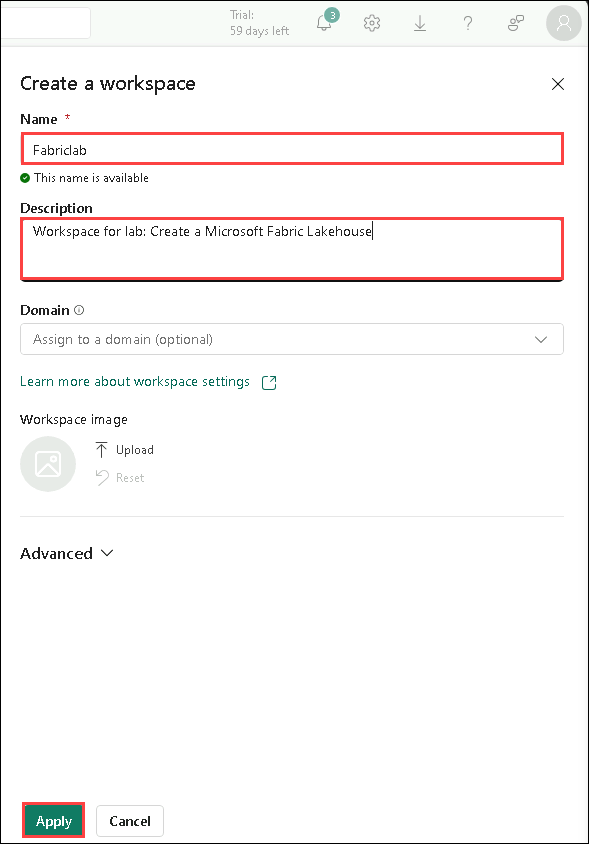 Trial:
59 days left
3
Create a workspace
Name *
Fabriclab
This name is available
Description
Workspace for lab: Create a Microsoft Fabric Lakehouse
Domain
Assign to a domain (optional)
Learn more about workspace settings
Workspace image
Upload
Reset
Advanced
Apply
Cancel